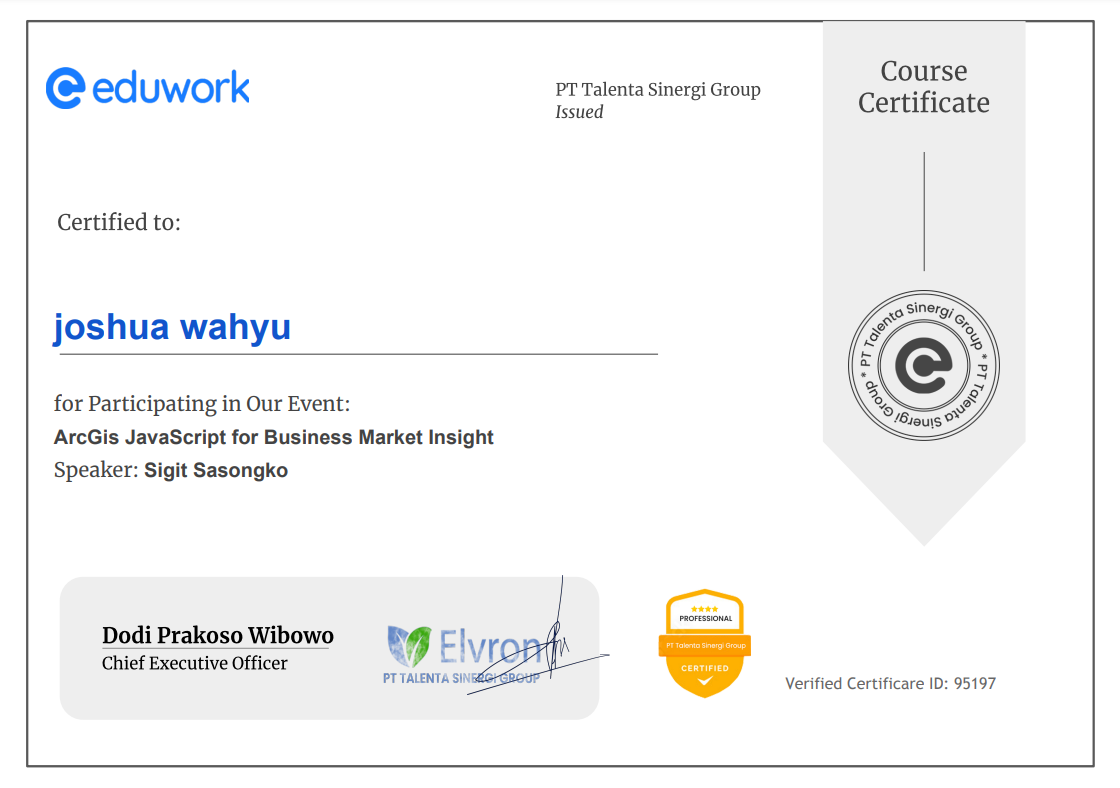 eduwork
PT Talenta Sinergi Group
Issued
Course
Certificate
Certified to:
joshua wahyu
for Participating in Our Event:
ArcGis JavaScript for Business Market Insight
Speaker: Sigit Sasongko
* PT Talenta Sinergi Group * PT Talenta Sinergi Group
Dodi Prakoso Wibowo
Chief Executive Officer
Elvron
PT TALENTA SINERGI GROUP
PROFESSIONAL
PT Talenta Sinergi Group
CERTIFIED
Verified Certificare ID: 95197